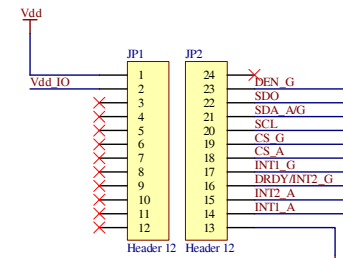 Vdd
JP1
JP2
1
24
Vdd_IO
2
23
DEN_G
3
22
SDO
4
21
SDA_A/G
5
20
SCL
6
19
CS_G
7
18
CS_A
8
17
INT1_G
9
16
DRDY/INT2_G
10
15
INT2_A
11
14
INT1_A
12
13
Header 12
Header 12